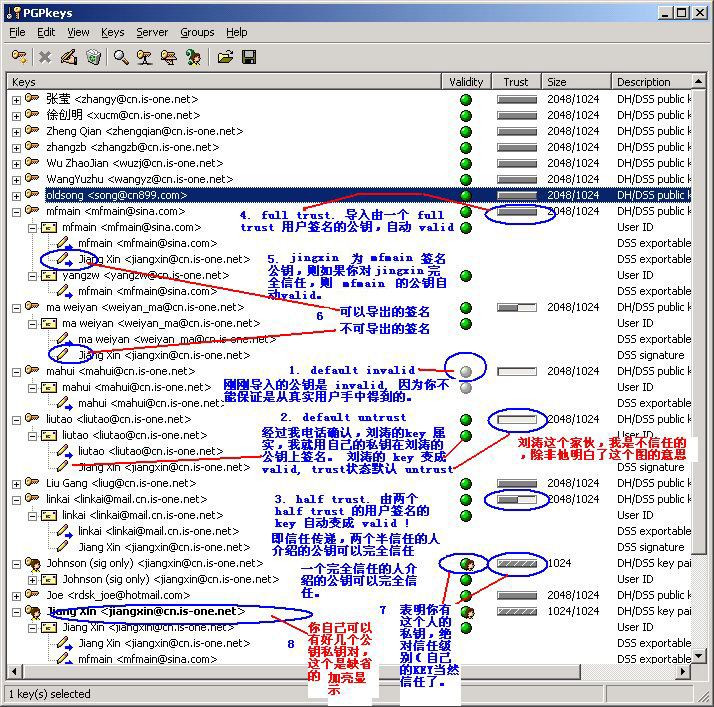 PGPkeys
File Edit View Keys Server Groups Help
Keys Validity Trust Size Description
张莹 <zhangy@cn.is-one.net> 2048/1024 DH/DSS public k
徐创明 <xucm@cn.is-one.net> 2048/1024 DH/DSS public k
Zheng Qian <zhengqian@cn.is-one.net> 2048/1024 DH/DSS public k
zhangzb <zhangzb@cn.is-one.net> 2048/1024 DH/DSS public k
Wu ZhaoJian <wuzj@cn.is-one.net> 2048/1024 DH/DSS public k
WangYuzhu <wangyz@cn.is-one.net> 2048/1024 DH/DSS public k
oldsong <song@cn899.com> 2048/1024 DH/DSS public k
mfmain <mfmain@sina.com> 2048/1024 DH/DSS public k
mfmain <mfmain@sina.com> User ID
mfmain <mfmain@sina.com> DSS exportable
Jiang Xin <jiangxin@cn.is-one.net> DSS exportable
yangzw <yangzw@cn.is-one.net> User ID
mfmain <mfmain@sina.com> DSS exportable
ma weiyan <weiyan_ma@cn.is-one.net> 2048/1024 DH/DSS public k
ma weiyan <weiyan_ma@cn.is-one.net> User ID
ma weiyan <weiyan_ma@cn.is-one.net> DSS exportable
Jiang Xin <jiangxin@cn.is-one.net> DSS signature
mahui <mahui@cn.is-one.net> 2048/1024 DH/DSS public k
mahui <mahui@cn.is-one.net> User ID
mahui <mahui@cn.is-one.net> DSS exportable
liutao <liutao@cn.is-one.net> 2048/1024 DH/DSS public k
liutao <liutao@cn.is-one.net> User ID
liutao <liutao@cn.is-one.net>
Jiang Xin <jiangxin@cn.is-one.net> DSS signature
Liu Gang <liug@cn.is-one.net> 2048/1024 DH/DSS public k
linkai <linkai@mail.cn.is-one.net> 2048/1024 DH/DSS public k
linkai <linkai@mail.cn.is-one.net> User ID
linkai <linkai@mail.cn.is-one.net> DSS exportable
Jiang Xin <jiangxin@cn.is-one.net> DSS signature
Johnson (sig only) <jiangxin@cn.is-one.net> 1024 DH/DSS key pai
Johnson (sig only) <jiangxin@cn.is-one.net> User ID
Joe <rdsk_joe@hotmail.com> 2048/1024 DH/DSS public k
Jiang Xin <jiangxin@cn.is-one.net> 1024/1024 DH/DSS key pai
Jiang Xin <jiangxin@cn.is-one.net> User ID
Jiang Xin <jiangxin@cn.is-one.net> DSS exportable
mfmain <mfmain@sina.com> DSS exportable
4. full trust. 导入由一个 full
trust 用户签名的公钥，自动 valid
5. jingxin 为 mfmain 签名
公钥，则如果你对jingxin完
全信任，则 mfmain 的公钥自
动valid。
6
可以导出的签名
不可导出的签名
1. default invalid
刚刚导入的公钥是 invalid, 因为你不
能保证是从真实用户手中得到的。
2. default untrust
经过我电话确认，刘涛的key 属
实，我就用自己的私钥在刘涛的
公钥上签名。 刘涛的 key 变成
valid, trust状态默认 untrust
刘涛这个家伙，我是不信任的
，除非他明白了这个图的意思
3. half trust. 由两个
half trust 的用户签名的
key 自动变成 valid !
即信任传递，两个半信任的人
介绍的公钥可以完全信任
一个完全信任的人介
绍的公钥可以完全信
任。
7
表明你有
这个人的
私钥，绝
对信任级
别（自己
的KEY当然
信任了。
8
你自己可以
有好几个公
钥私钥对，
这个是缺省
的 加亮显
示
1 key(s) selected